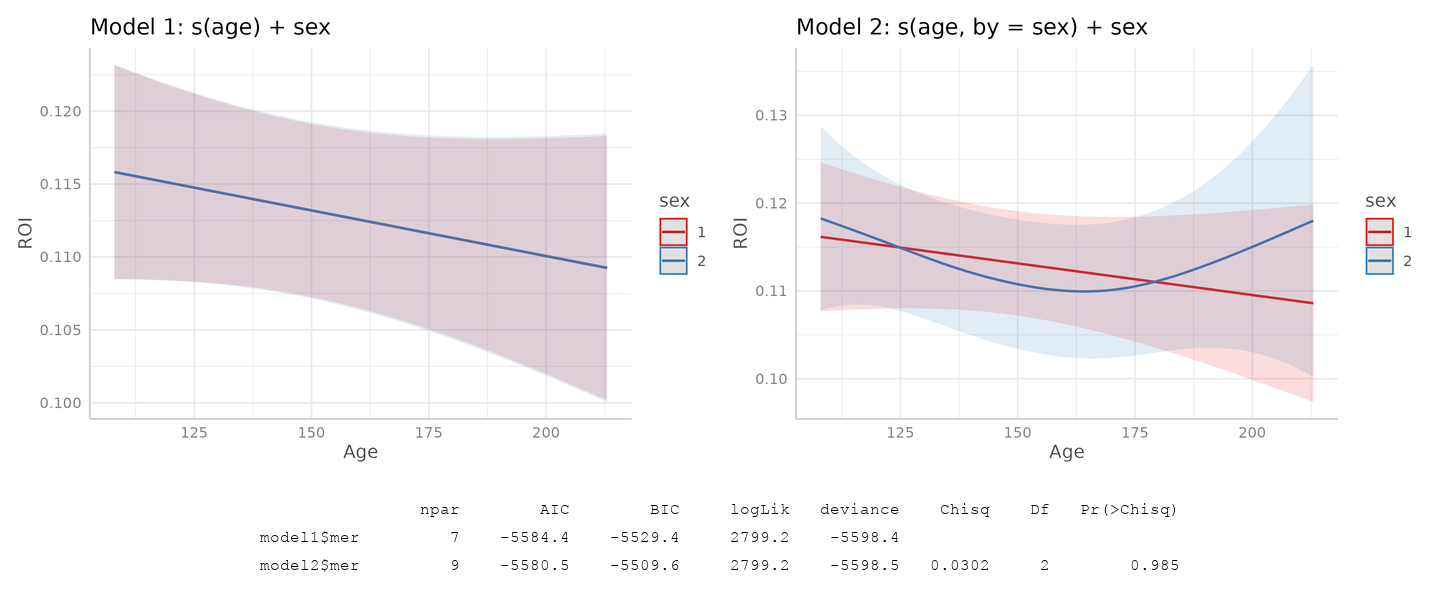 Model 1: s(age) + sex
0.120
0.115
0.110
0.105
0.100
ROI
125 150 175 200
Age
sex
1
2
Model 2: s(age, by = sex) + sex
0.13
0.12
0.11
0.10
ROI
125 150 175 200
Age
sex
1
2
npar AIC BIC logLik deviance Chisq Df Pr(>Chisq)
model1$mer 7 -5584.4 -5529.4 2799.2 -5598.4
model2$mer 9 -5580.5 -5509.6 2799.2 -5598.5 0.0302 2 0.985